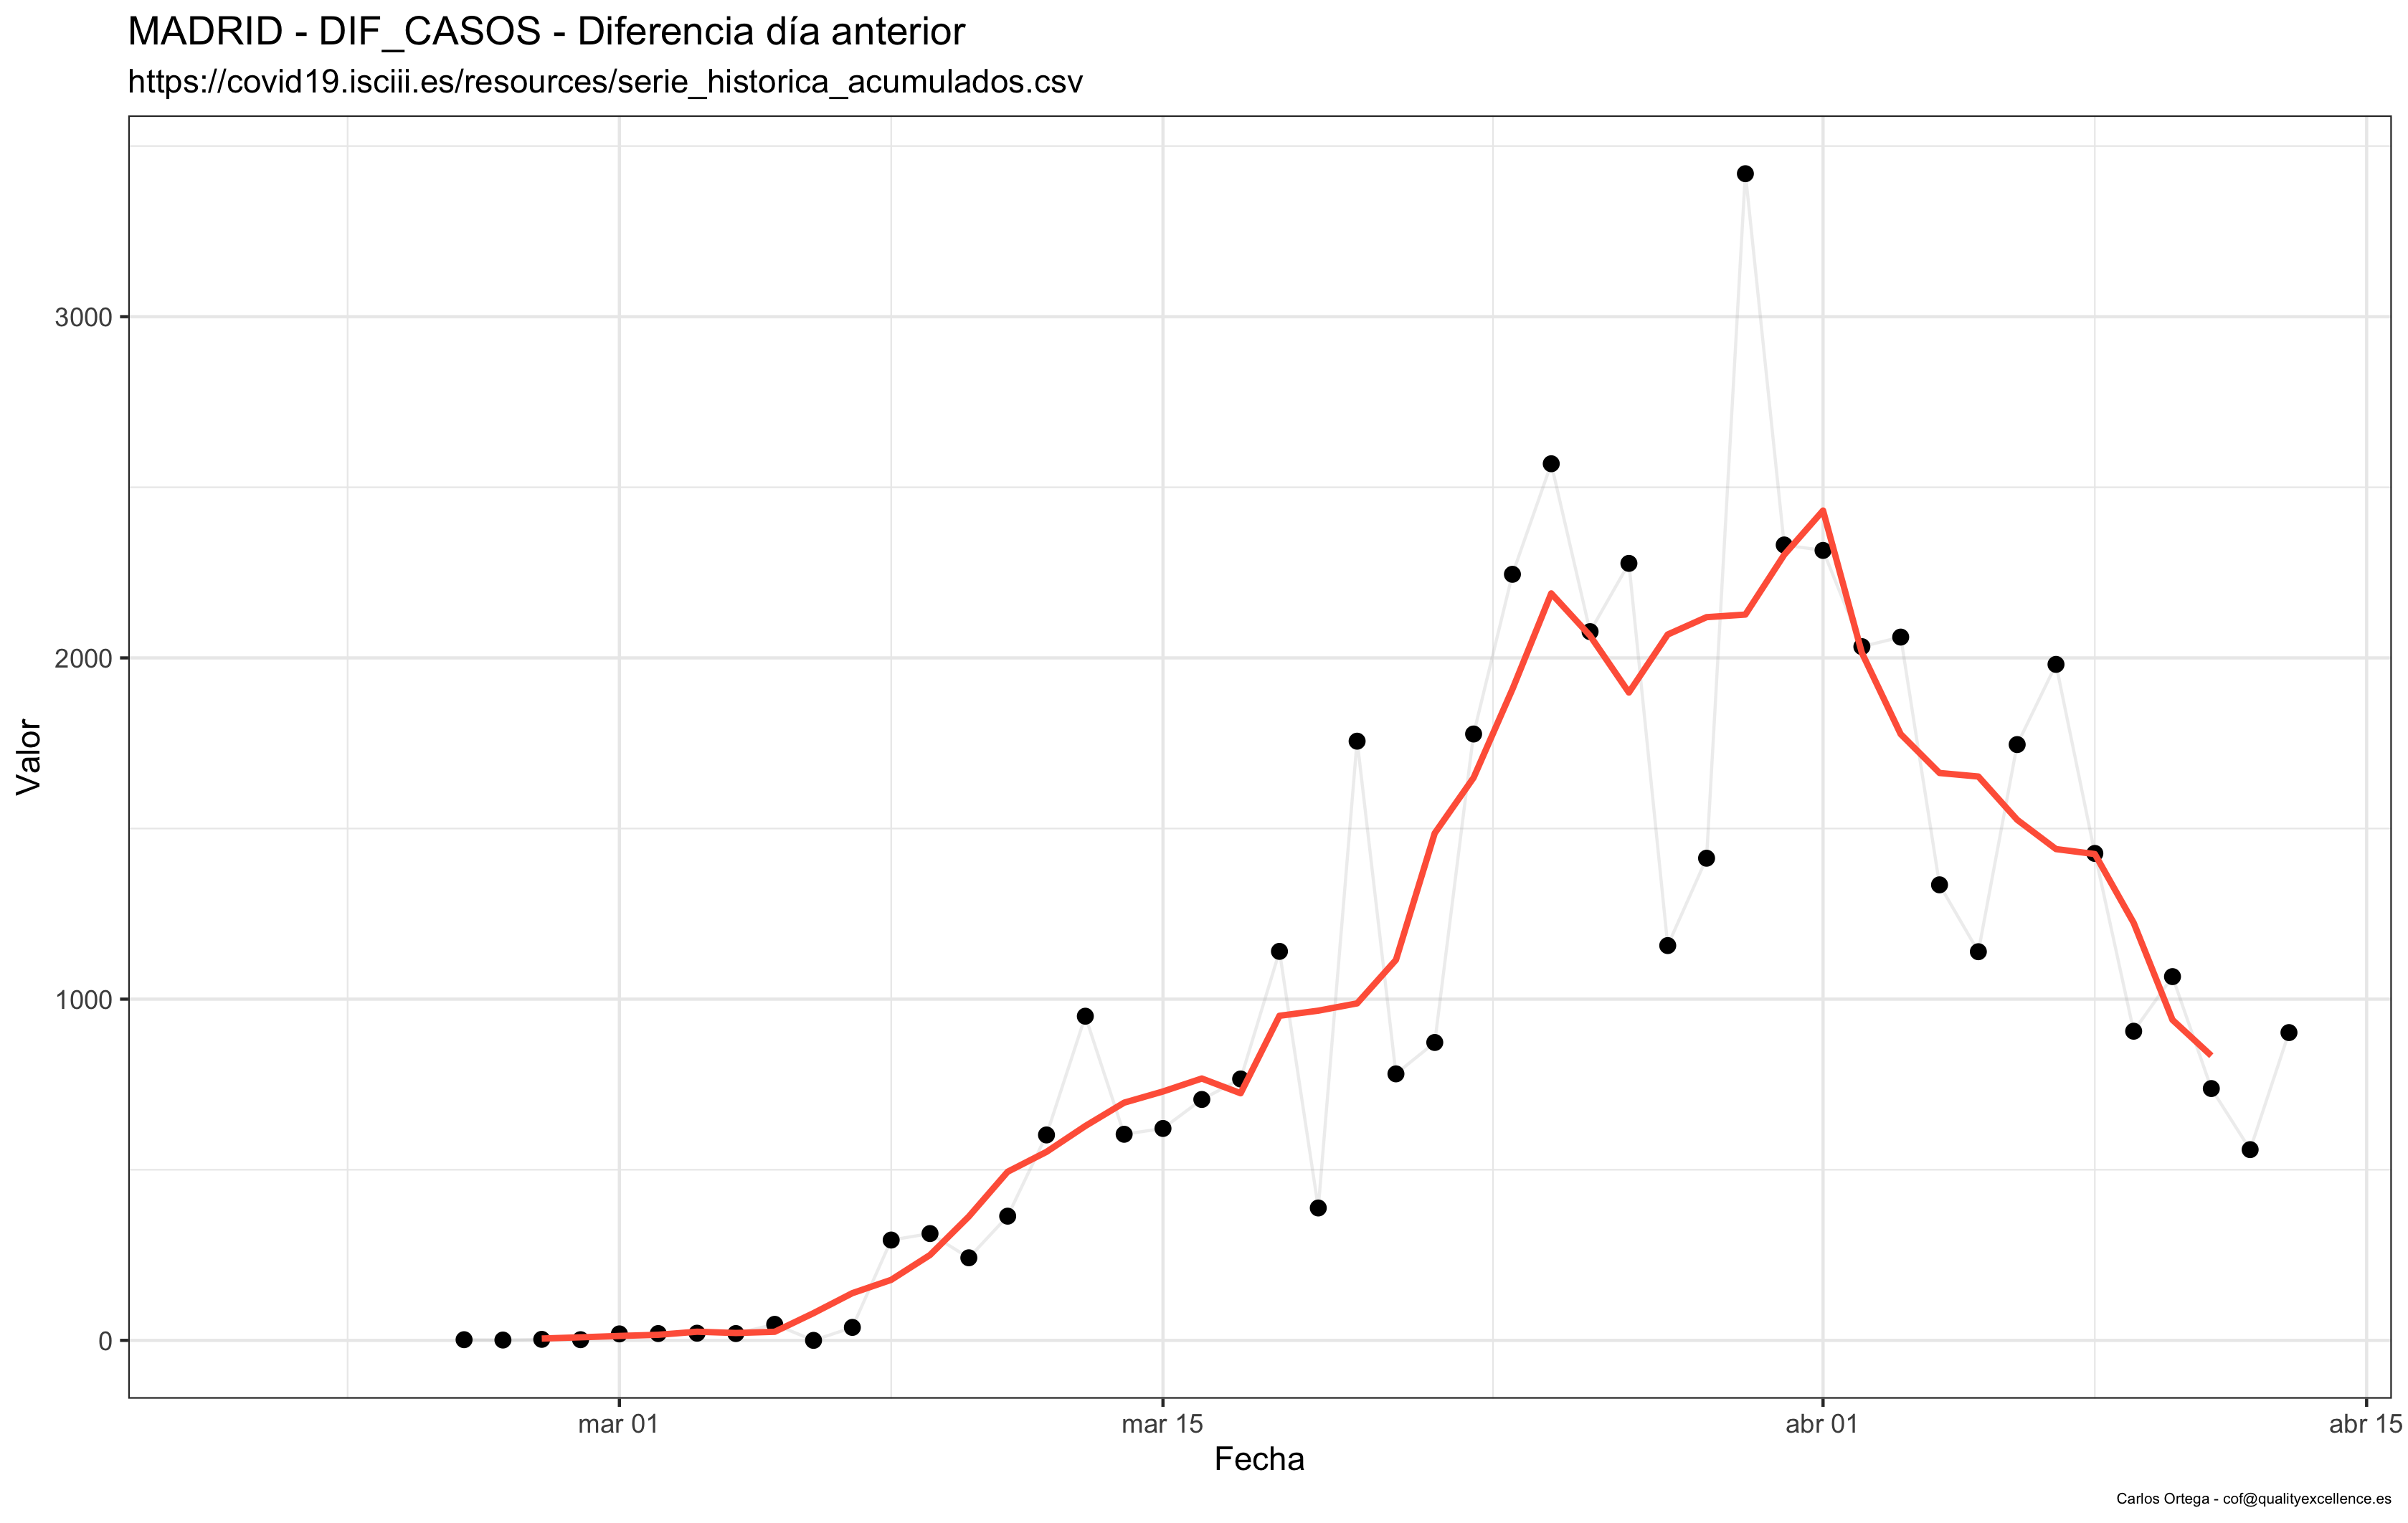 MADRID - DIF_CASOS - Diferencia día anterior
https://covid19.isciii.es/resources/serie_historica_acumulados.csv
Valor
3000
2000
1000
0
mar 01
mar 15
abr 01
abr 15
Fecha
Carlos Ortega - cof@qualityexcellence.es